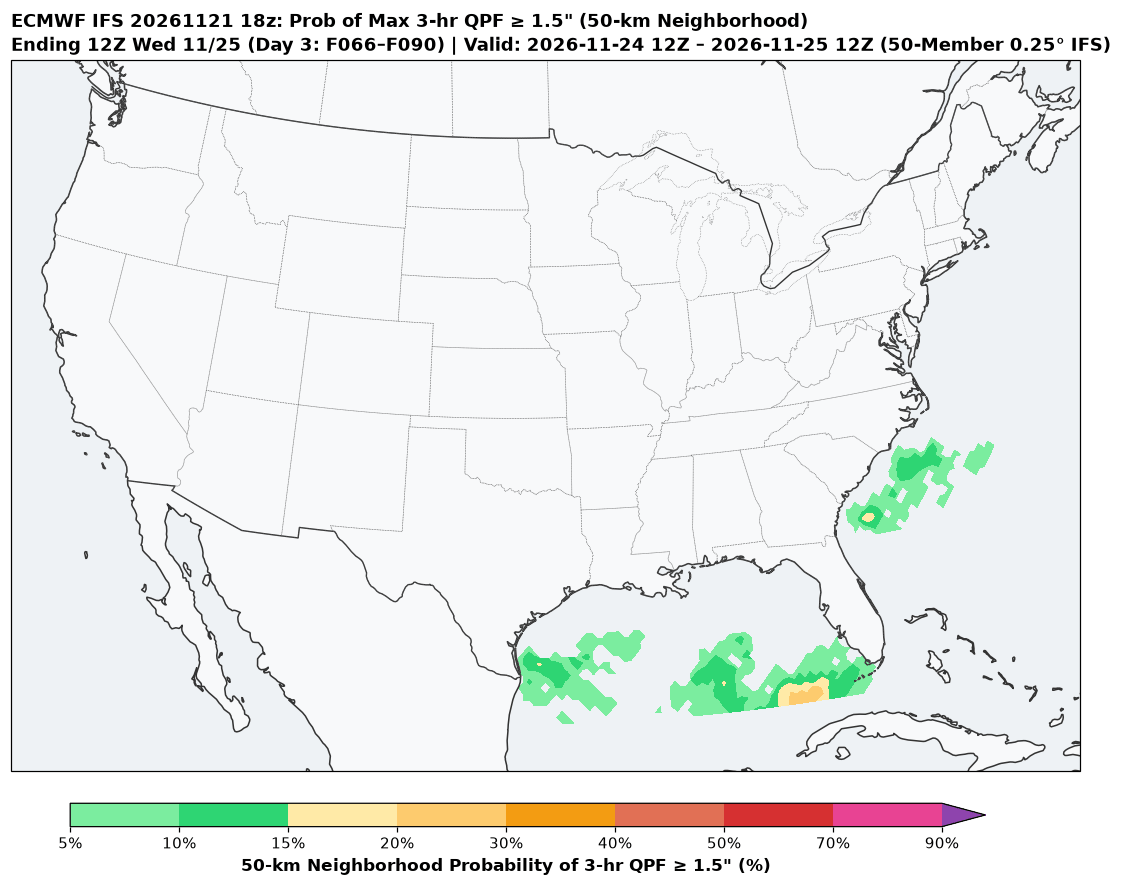 ECMWF IFS 20261121 18z: Prob of Max 3-hr QPF ≥ 1.5" (50-km Neighborhood)
Ending 12Z Wed 11/25 (Day 3: F066–F090) | Valid: 2026-11-24 12Z – 2026-11-25 12Z (50-Member 0.25° IFS)
5% 10% 15% 20% 30% 40% 50% 70% 90%
50-km Neighborhood Probability of 3-hr QPF ≥ 1.5" (%)